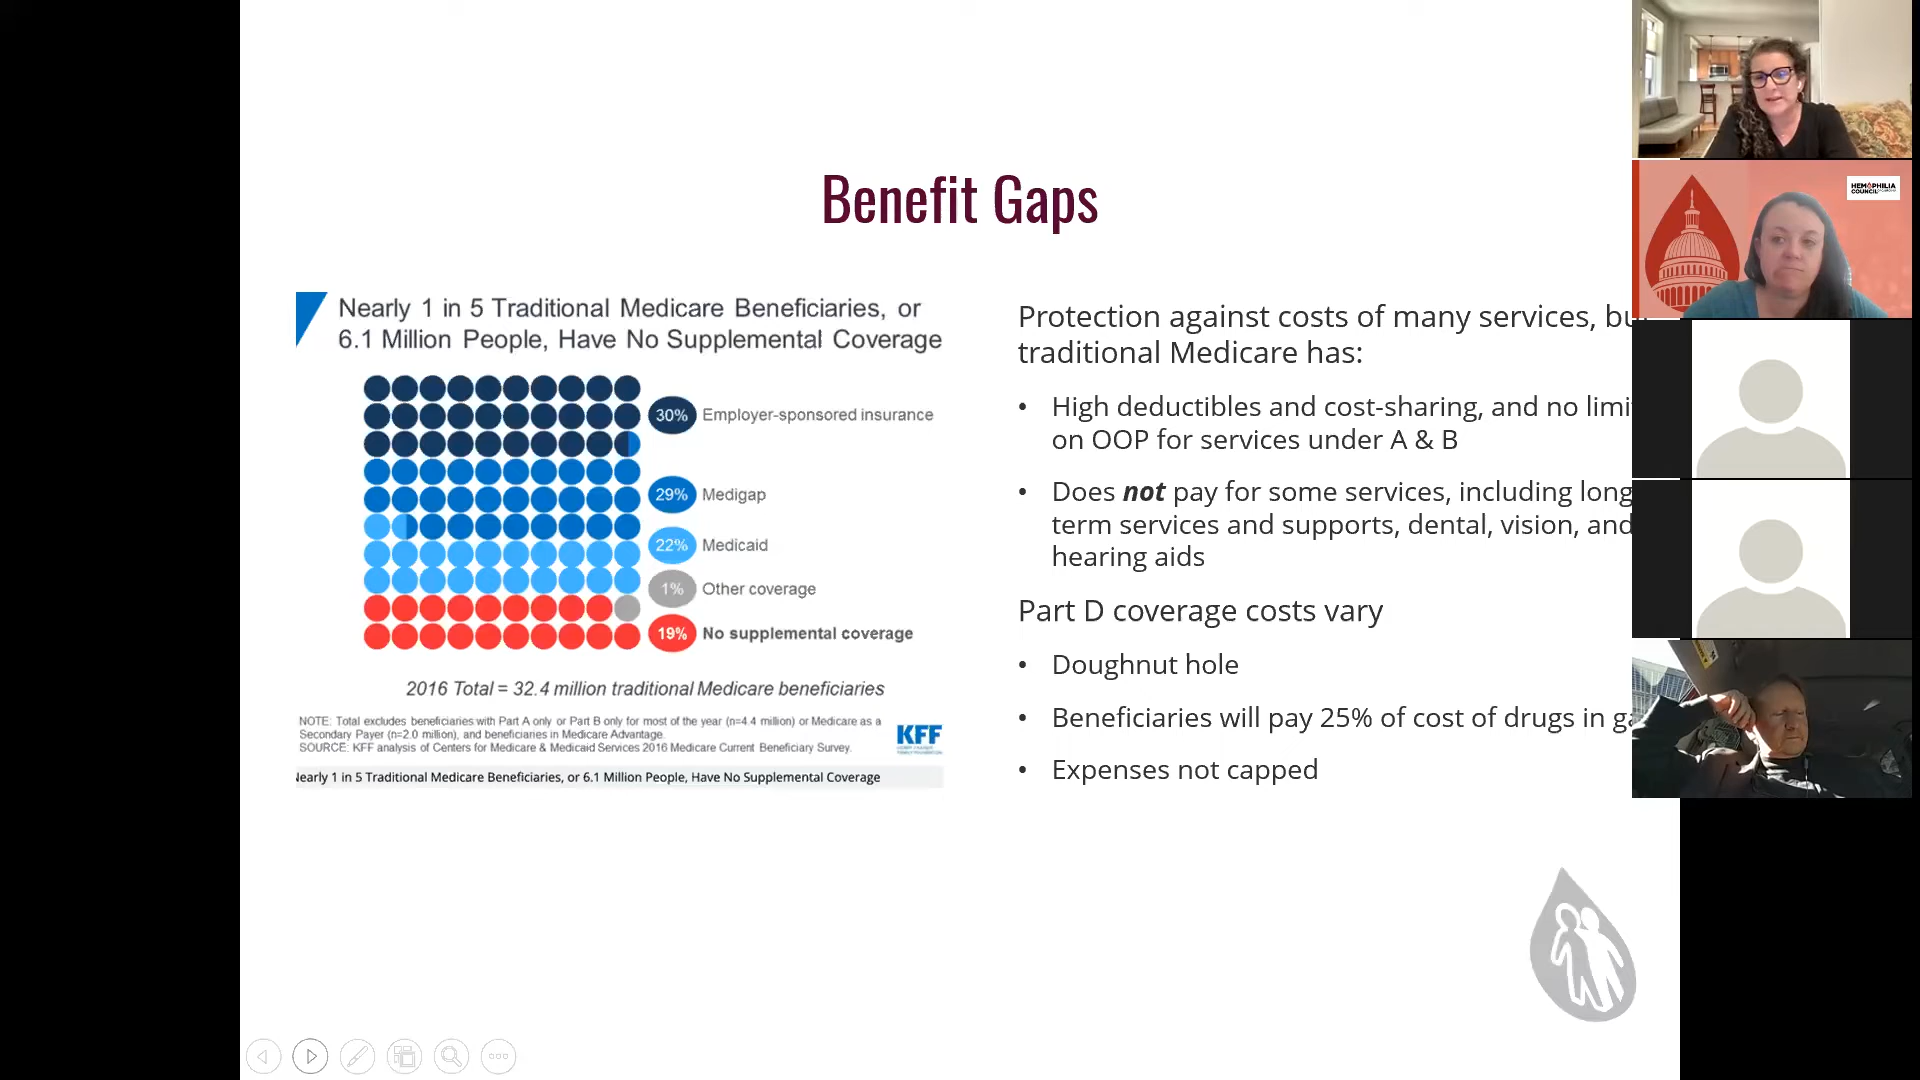 Benefit Gaps
Nearly 1 in 5 Traditional Medicare Beneficiaries, or
6.1 Million People, Have No Supplemental Coverage
30% Employer-sponsored insurance
29% Medigap
22% Medicaid
1% Other coverage
19% No supplemental coverage
2016 Total = 32.4 million traditional Medicare beneficiaries
NOTE: Total excludes beneficiaries with Part A only or Part B only for most of the year (n=4.4 million) or Medicare as a
Secondary Payer (n=2.0 million), and beneficiaries in Medicare Advantage.
SOURCE: KFF analysis of Centers for Medicare & Medicaid Services 2016 Medicare Current Beneficiary Survey.
KFF
Nearly 1 in 5 Traditional Medicare Beneficiaries, or 6.1 Million People, Have No Supplemental Coverage
Protection against costs of many services, but
traditional Medicare has:
• High deductibles and cost-sharing, and no limi
on OOP for services under A & B
• Does not pay for some services, including long
term services and supports, dental, vision, and
hearing aids
Part D coverage costs vary
• Doughnut hole
• Beneficiaries will pay 25% of cost of drugs in
• Expenses not capped
HEMOPHILIA
COUNCIL